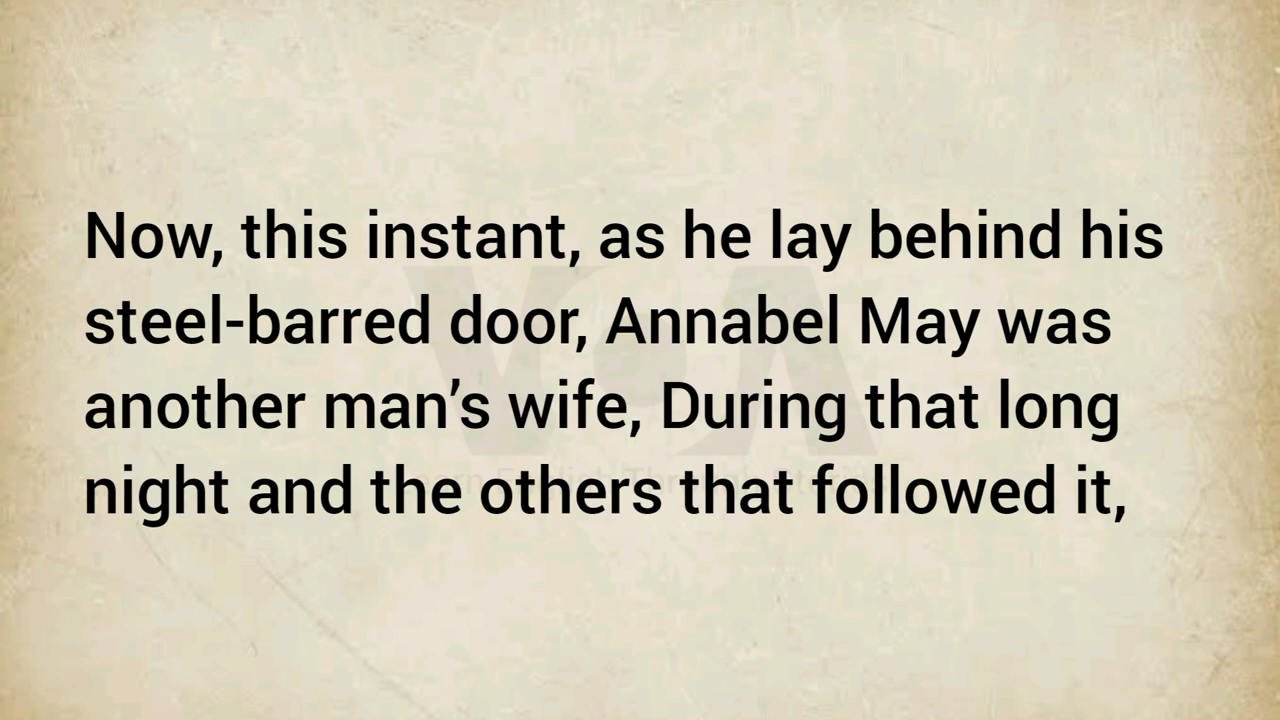 Now, this instant, as he lay behind his
steel-barred door, Annabel May was
another man’s wife, During that long
night and the others that followed it,
VOA